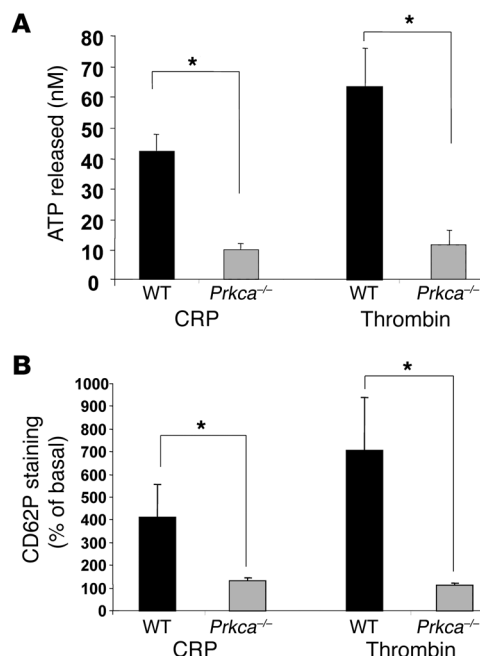 A
ATP released (nM)
80
70
60
50
40
30
20
12
0
*
*
WT Prkca⁻/⁻ WT Prkca⁻/⁻
CRP Thrombin
B
CD62P staining
(% of basal)
1000
900
800
700
600
500
400
300
200
100
0
*
*
WT Prkca⁻/⁻ WT Prkca⁻/⁻
CRP Thrombin